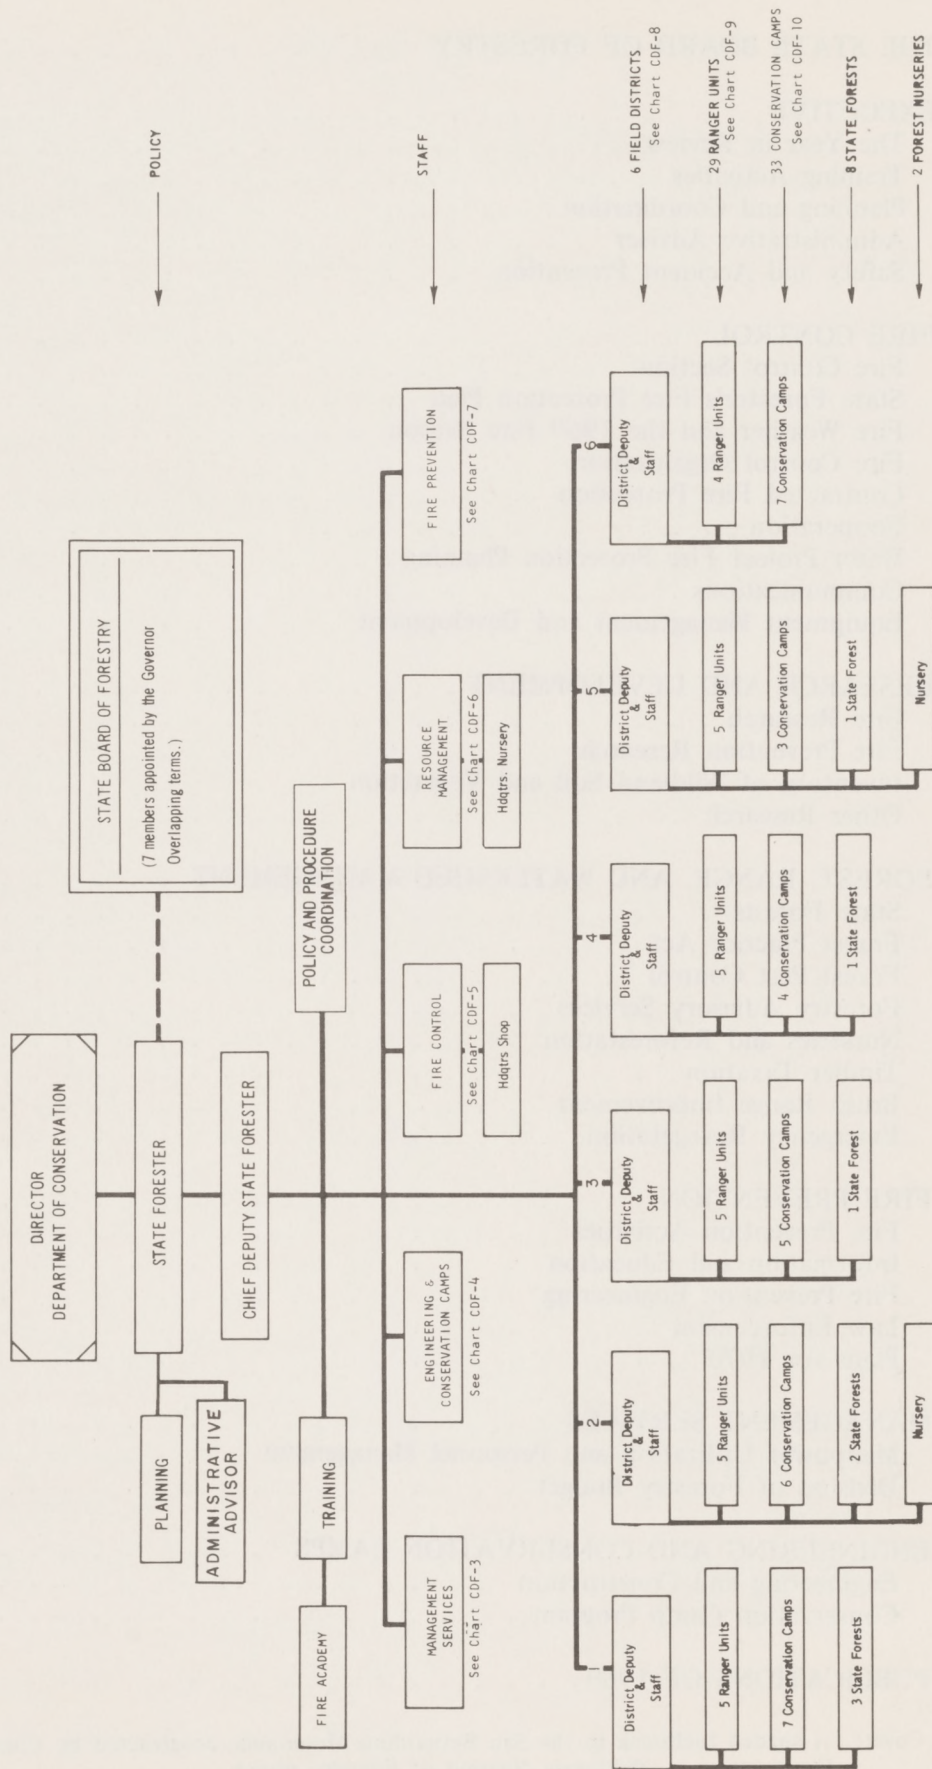 DIRECTOR
DEPARTMENT OF CONSERVATION
STATE BOARD OF FORESTRY
(7 members appointed by the Governor
Overlapping terms.)
STATE FORESTER
POLICY
PLANNING
ADMINISTRATIVE
ADVISOR
CHIEF DEPUTY STATE FORESTER
FIRE ACADEMY
TRAINING
POLICY AND PROCEDURE
COORDINATION
MANAGEMENT
SERVICES
See Chart CDF-3
ENGINEERING &
CONSERVATION CAMPS
See Chart CDF-4
FIRE CONTROL
See Chart CDF-5
Hdqtrs Shop
RESOURCE
MANAGEMENT
See Chart CDF-6
Hdqtrs. Nursery
FIRE PREVENTION
See Chart CDF-7
STAFF
1
District Deputy
&
Staff
5 Ranger Units
7 Conservation Camps
3 State Forests
2
District Deputy
&
Staff
5 Ranger Units
6 Conservation Camps
2 State Forests
Nursery
3
District Deputy
&
Staff
5 Ranger Units
5 Conservation Camps
1 State Forest
4
District Deputy
&
Staff
5 Ranger Units
4 Conservation Camps
1 State Forest
5
District Deputy
&
Staff
5 Ranger Units
3 Conservation Camps
1 State Forest
Nursery
6
District Deputy
&
Staff
4 Ranger Units
7 Conservation Camps
6 FIELD DISTRICTS
See Chart CDF-8
29 RANGER UNITS
See Chart CDF-9
33 CONSERVATION CAMPS
See Chart CDF-10
8 STATE FORESTS
2 FOREST NURSERIES